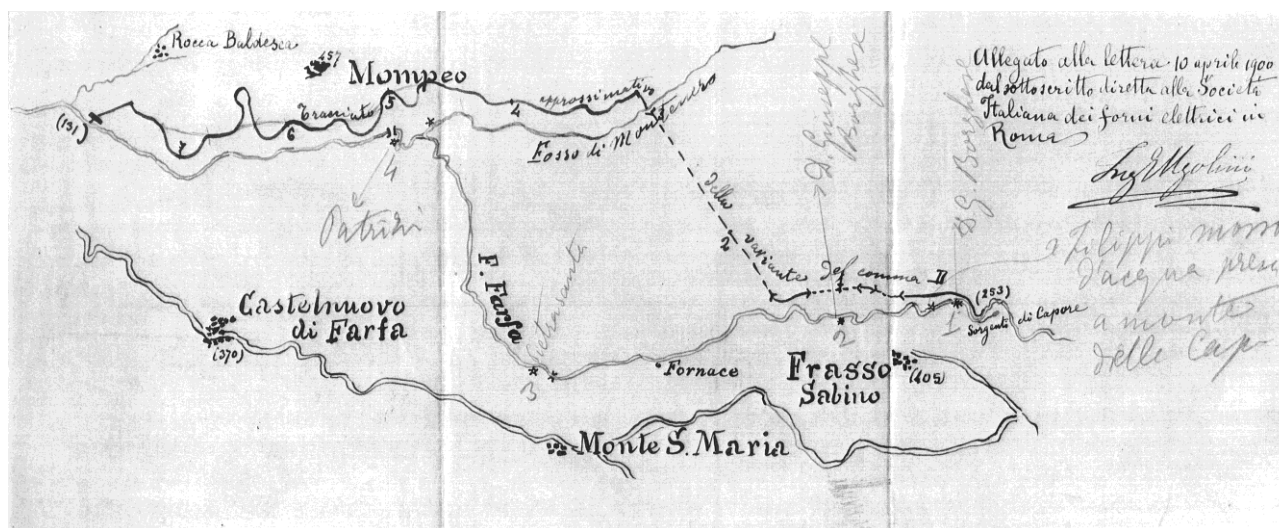 Allegato alla lettera 10 aprile 1900
dal sottoscritto diretta alla Società
Italiana dei forni elettrici in
Roma
Ing Ugolini
Rocca Baldesca
457
Mompeo
(151)
7
6
Tracciato
5
4
approssimativo
Fosso di Montenero
4
Patrizi
D. Giuseppe
Borghese
D. G. Borghese
a Filippi
d'acqua presa
a monte
delle Cap
della
2
variante del comma II
1
(253)
Sorgenti di Capore
1
2
F. Farfa
Pietrasanta
3
Fornace
Castelnuovo
di Farfa
(370)
Frasso
Sabino
(405)
Monte S. Maria